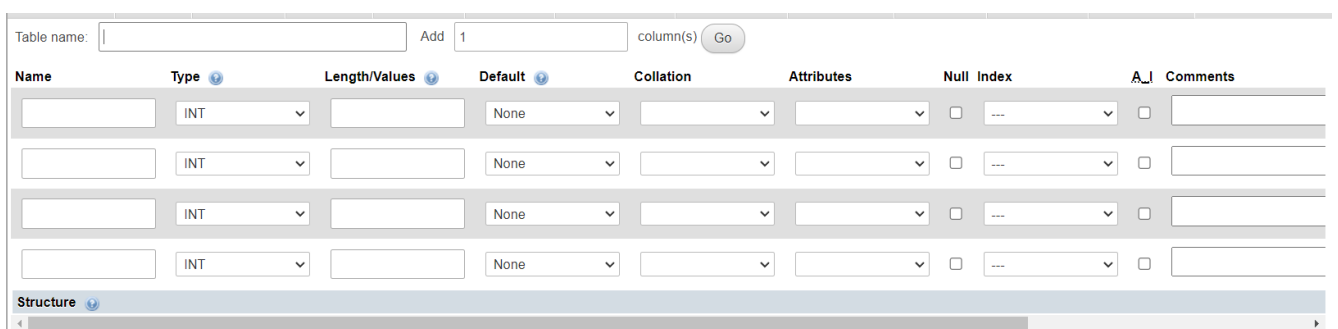 Table name: Add 1 column(s) Go
Name Type Length/Values Default Collation Attributes Null Index A_I Comments
INT None ---
INT None ---
INT None ---
INT None ---
Structure